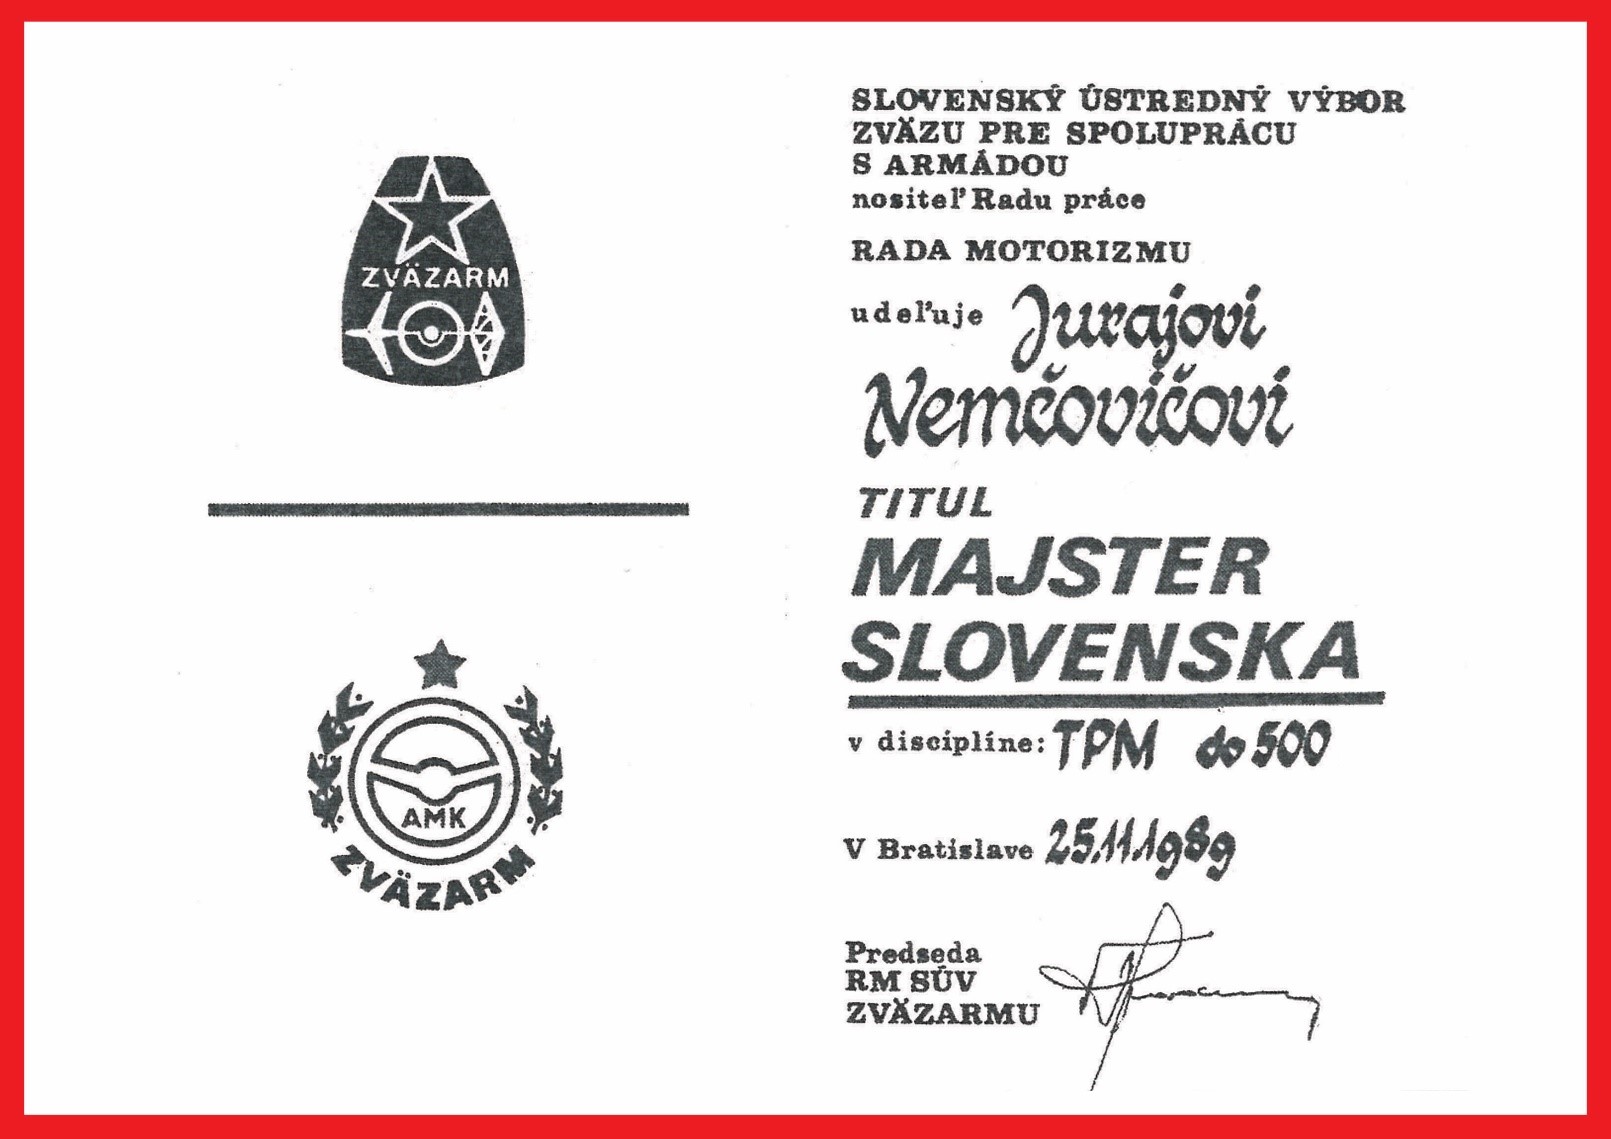 ZVÄZARM
AMK
ZVÄZARM
SLOVENSKÝ ÚSTREDNÝ VÝBOR
ZVÄZU PRE SPOLUPRÁCU
S ARMÁDOU
nositeľ Radu práce
RADA MOTORIZMU
udeľuje Jurajovi
Nemčovičovi
TITUL
MAJSTER
SLOVENSKA
v disciplíne: TPM do 500
V Bratislave 25.11.1989
Predseda
RM SÚV
ZVÄZARMU